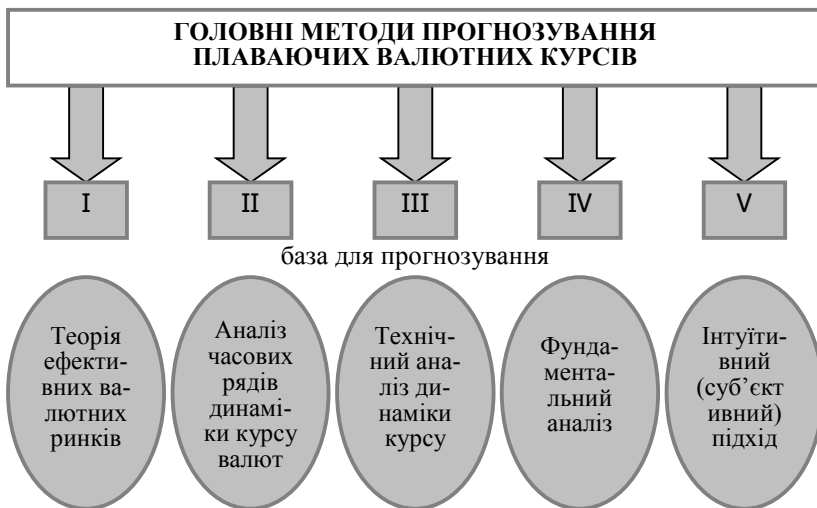 ГОЛОВНІ МЕТОДИ ПРОГНОЗУВАННЯ
ПЛАВАЮЧИХ ВАЛЮТНИХ КУРСІВ
I
II
III
IV
V
база для прогнозування
Теорія
ефекти-
вних ва-
лютних
ринків
Аналіз
часових
рядів
динамі-
ки курсу
валют
Техніч-
ний ана-
ліз ди-
наміки
курсу
Фунда-
мента-
льний
аналіз
Інтуїти-
вний
(суб’єкт
ивний)
підхід